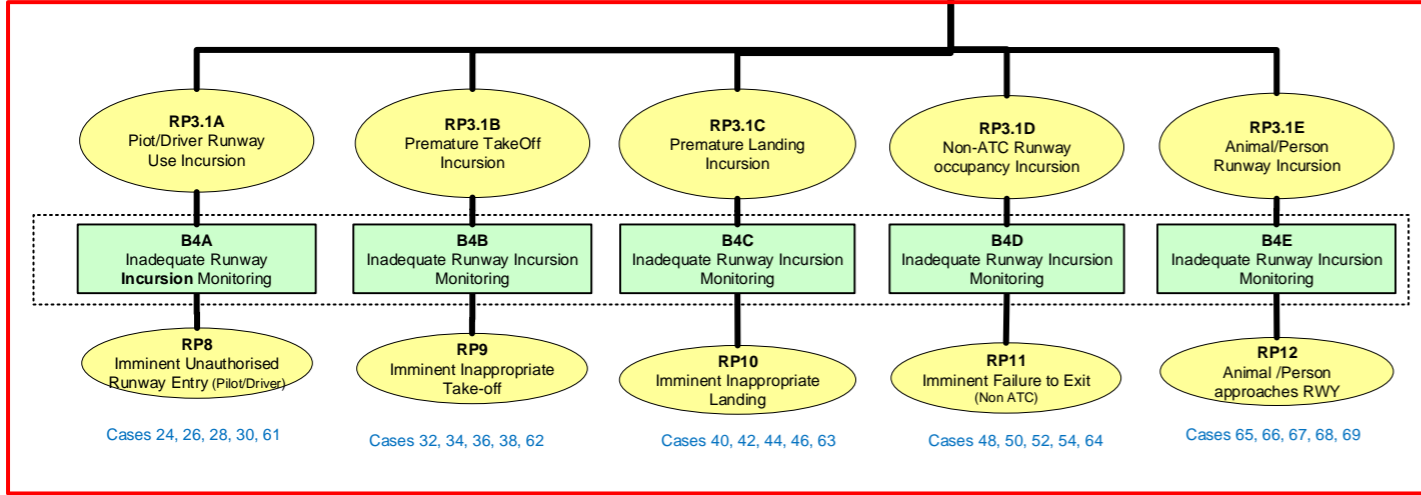 RP3.1A
Piot/Driver Runway
Use Incursion
RP3.1B
Premature TakeOff
Incursion
RP3.1C
Premature Landing
Incursion
RP3.1D
Non-ATC Runway
occupancy Incursion
RP3.1E
Animal/Person
Runway Incursion
B4A
Inadequate Runway
Incursion Monitoring
B4B
Inadequate Runway Incursion
Monitoring
B4C
Inadequate Runway Incursion
Monitoring
B4D
Inadequate Runway Incursion
Monitoring
B4E
Inadequate Runway Incursion
Monitoring
RP8
Imminent Unauthorised
Runway Entry (Pilot/Driver)
RP9
Imminent Inappropriate
Take-off
RP10
Imminent Inappropriate
Landing
RP11
Imminent Failure to Exit
(Non ATC)
RP12
Animal /Person
approaches RWY
Cases 24, 26, 28, 30, 61
Cases 32, 34, 36, 38, 62
Cases 40, 42, 44, 46, 63
Cases 48, 50, 52, 54, 64
Cases 65, 66, 67, 68, 69